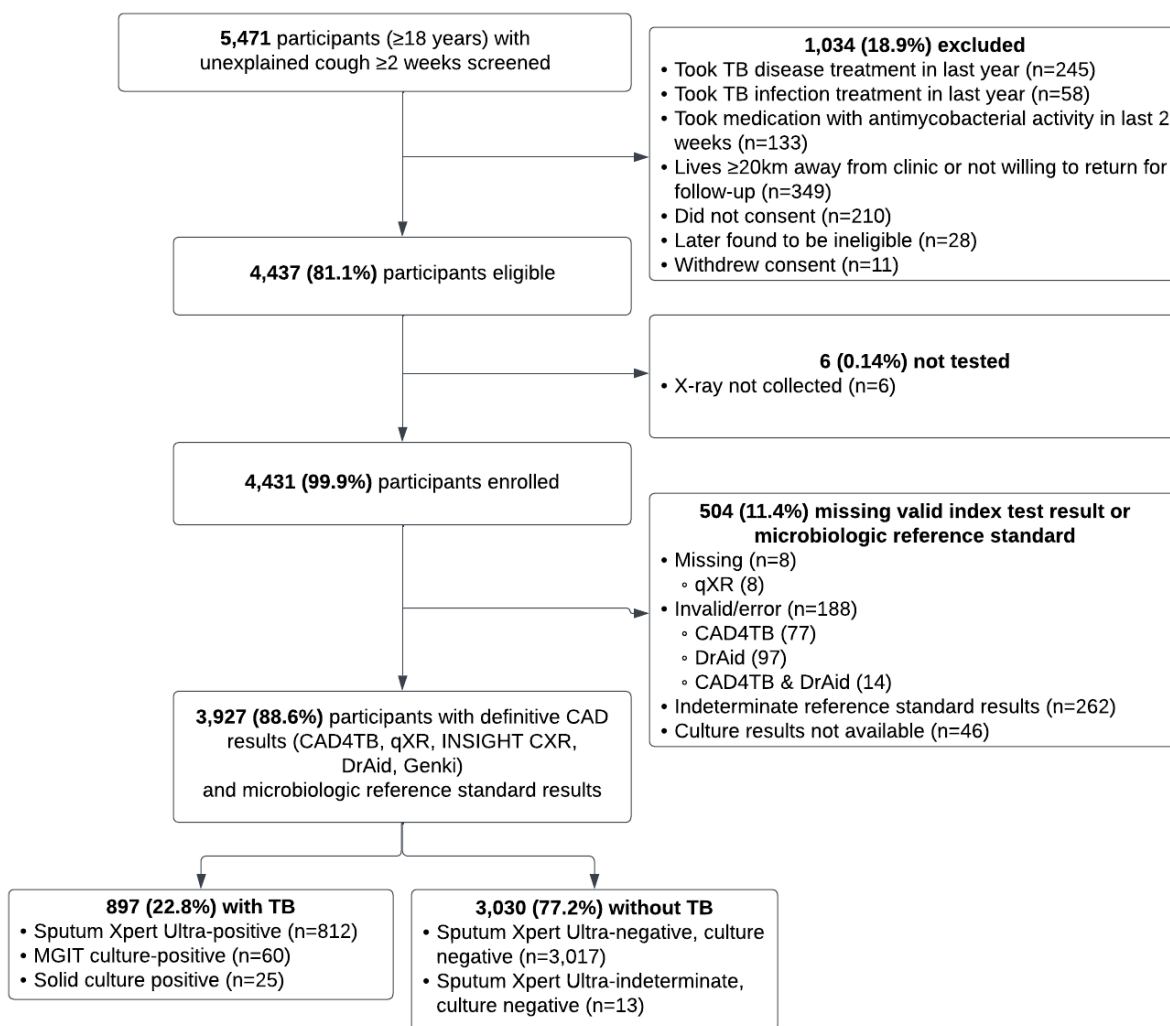 5,471 participants (≥18 years) with
unexplained cough ≥2 weeks screened
1,034 (18.9%) excluded
• Took TB disease treatment in last year (n=245)
• Took TB infection treatment in last year (n=58)
• Took medication with antimycobacterial activity in last 2
weeks (n=133)
• Lives ≥20km away from clinic or not willing to return for
follow-up (n=349)
• Did not consent (n=210)
• Later found to be ineligible (n=28)
• Withdrew consent (n=11)
4,437 (81.1%) participants eligible
6 (0.14%) not tested
• X-ray not collected (n=6)
4,431 (99.9%) participants enrolled
504 (11.4%) missing valid index test result or
microbiologic reference standard
• Missing (n=8)
∘ qXR (8)
• Invalid/error (n=188)
∘ CAD4TB (77)
∘ DrAid (97)
∘ CAD4TB & DrAid (14)
• Indeterminate reference standard results (n=262)
• Culture results not available (n=46)
3,927 (88.6%) participants with definitive CAD
results (CAD4TB, qXR, INSIGHT CXR,
DrAid, Genki)
and microbiologic reference standard results
897 (22.8%) with TB
• Sputum Xpert Ultra-positive (n=812)
• MGIT culture-positive (n=60)
• Solid culture positive (n=25)
3,030 (77.2%) without TB
• Sputum Xpert Ultra-negative, culture
negative (n=3,017)
• Sputum Xpert Ultra-indeterminate,
culture negative (n=13)